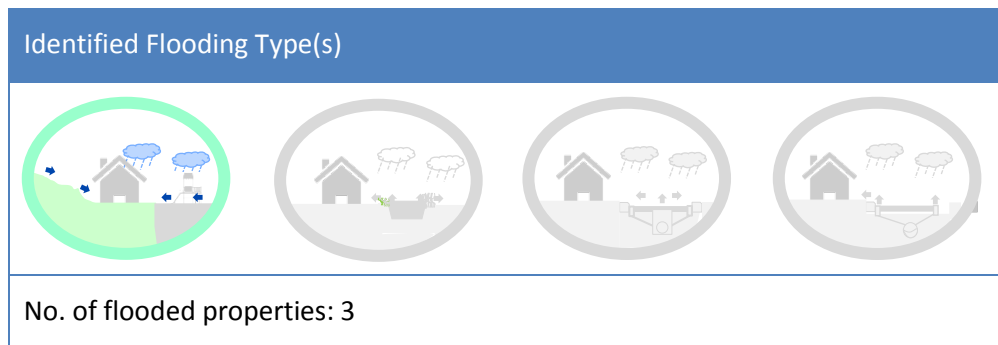 Identified Flooding Type(s)
No. of flooded properties: 3